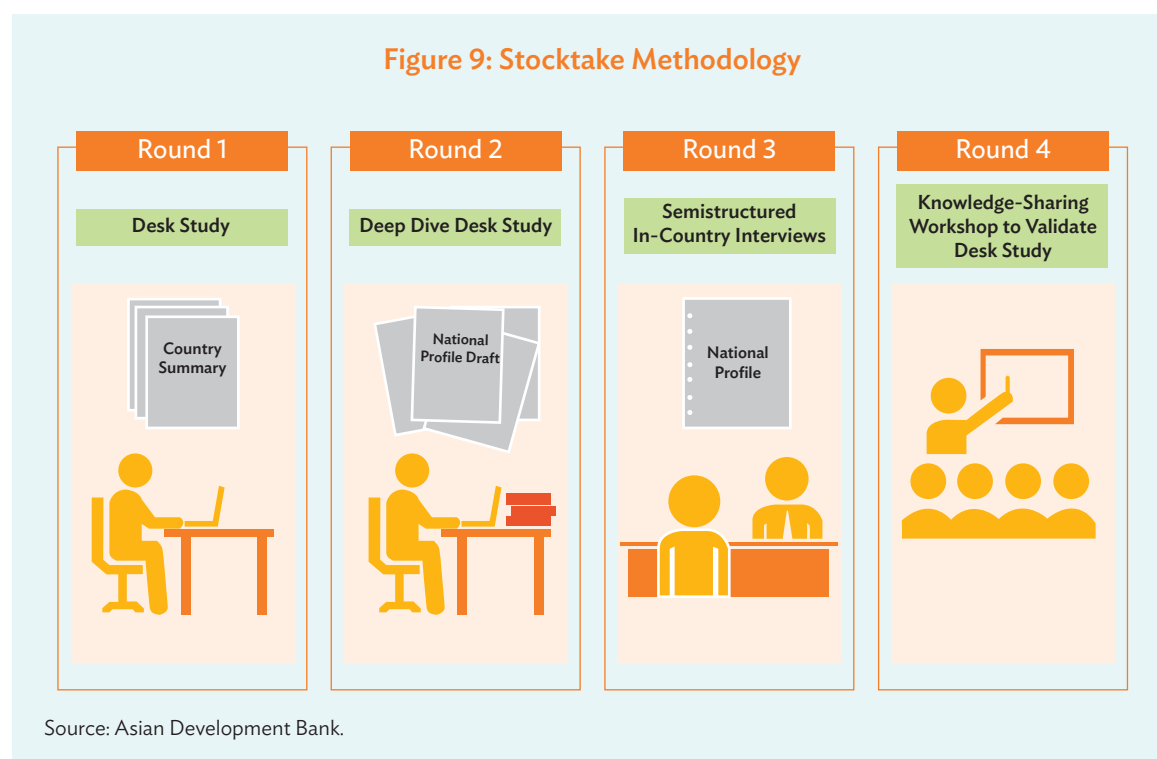 Figure 9: Stocktake Methodology
Round 1
Desk Study
Country
Summary
Round 2
Deep Dive Desk Study
National
Profile Draft
Round 3
Semistructured
In-Country Interviews
National
Profile
Round 4
Knowledge-Sharing
Workshop to Validate
Desk Study
Source: Asian Development Bank.